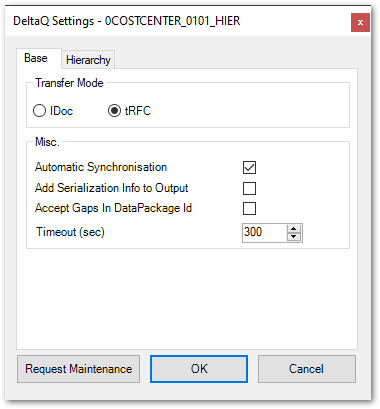 DeltaQ Settings - 0COSTCENTER_0101_HIER
x
Base Hierarchy
Transfer Mode
IDoc tRFC
Misc.
Automatic Synchronisation
Add Serialization Info to Output
Accept Gaps In DataPackage Id
Timeout (sec) 300
Request Maintenance OK Cancel